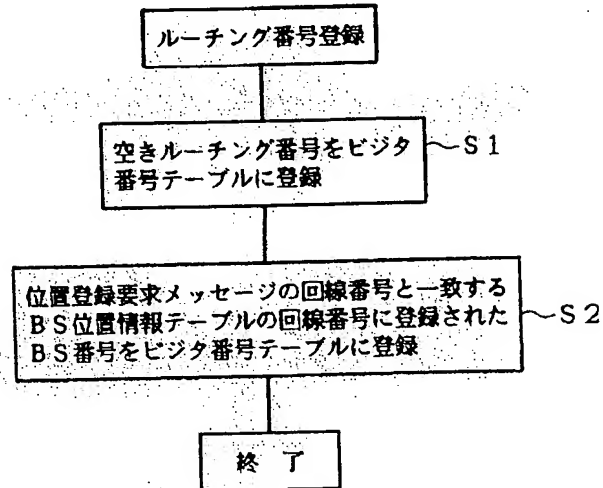 ルーチング番号登録
空きルーチング番号をビジタ
番号テーブルに登録
S1
位置登録要求メッセージの回線番号と一致する
BS位置情報テーブルの回線番号に登録された
BS番号をビジタ番号テーブルに登録
S2
終了